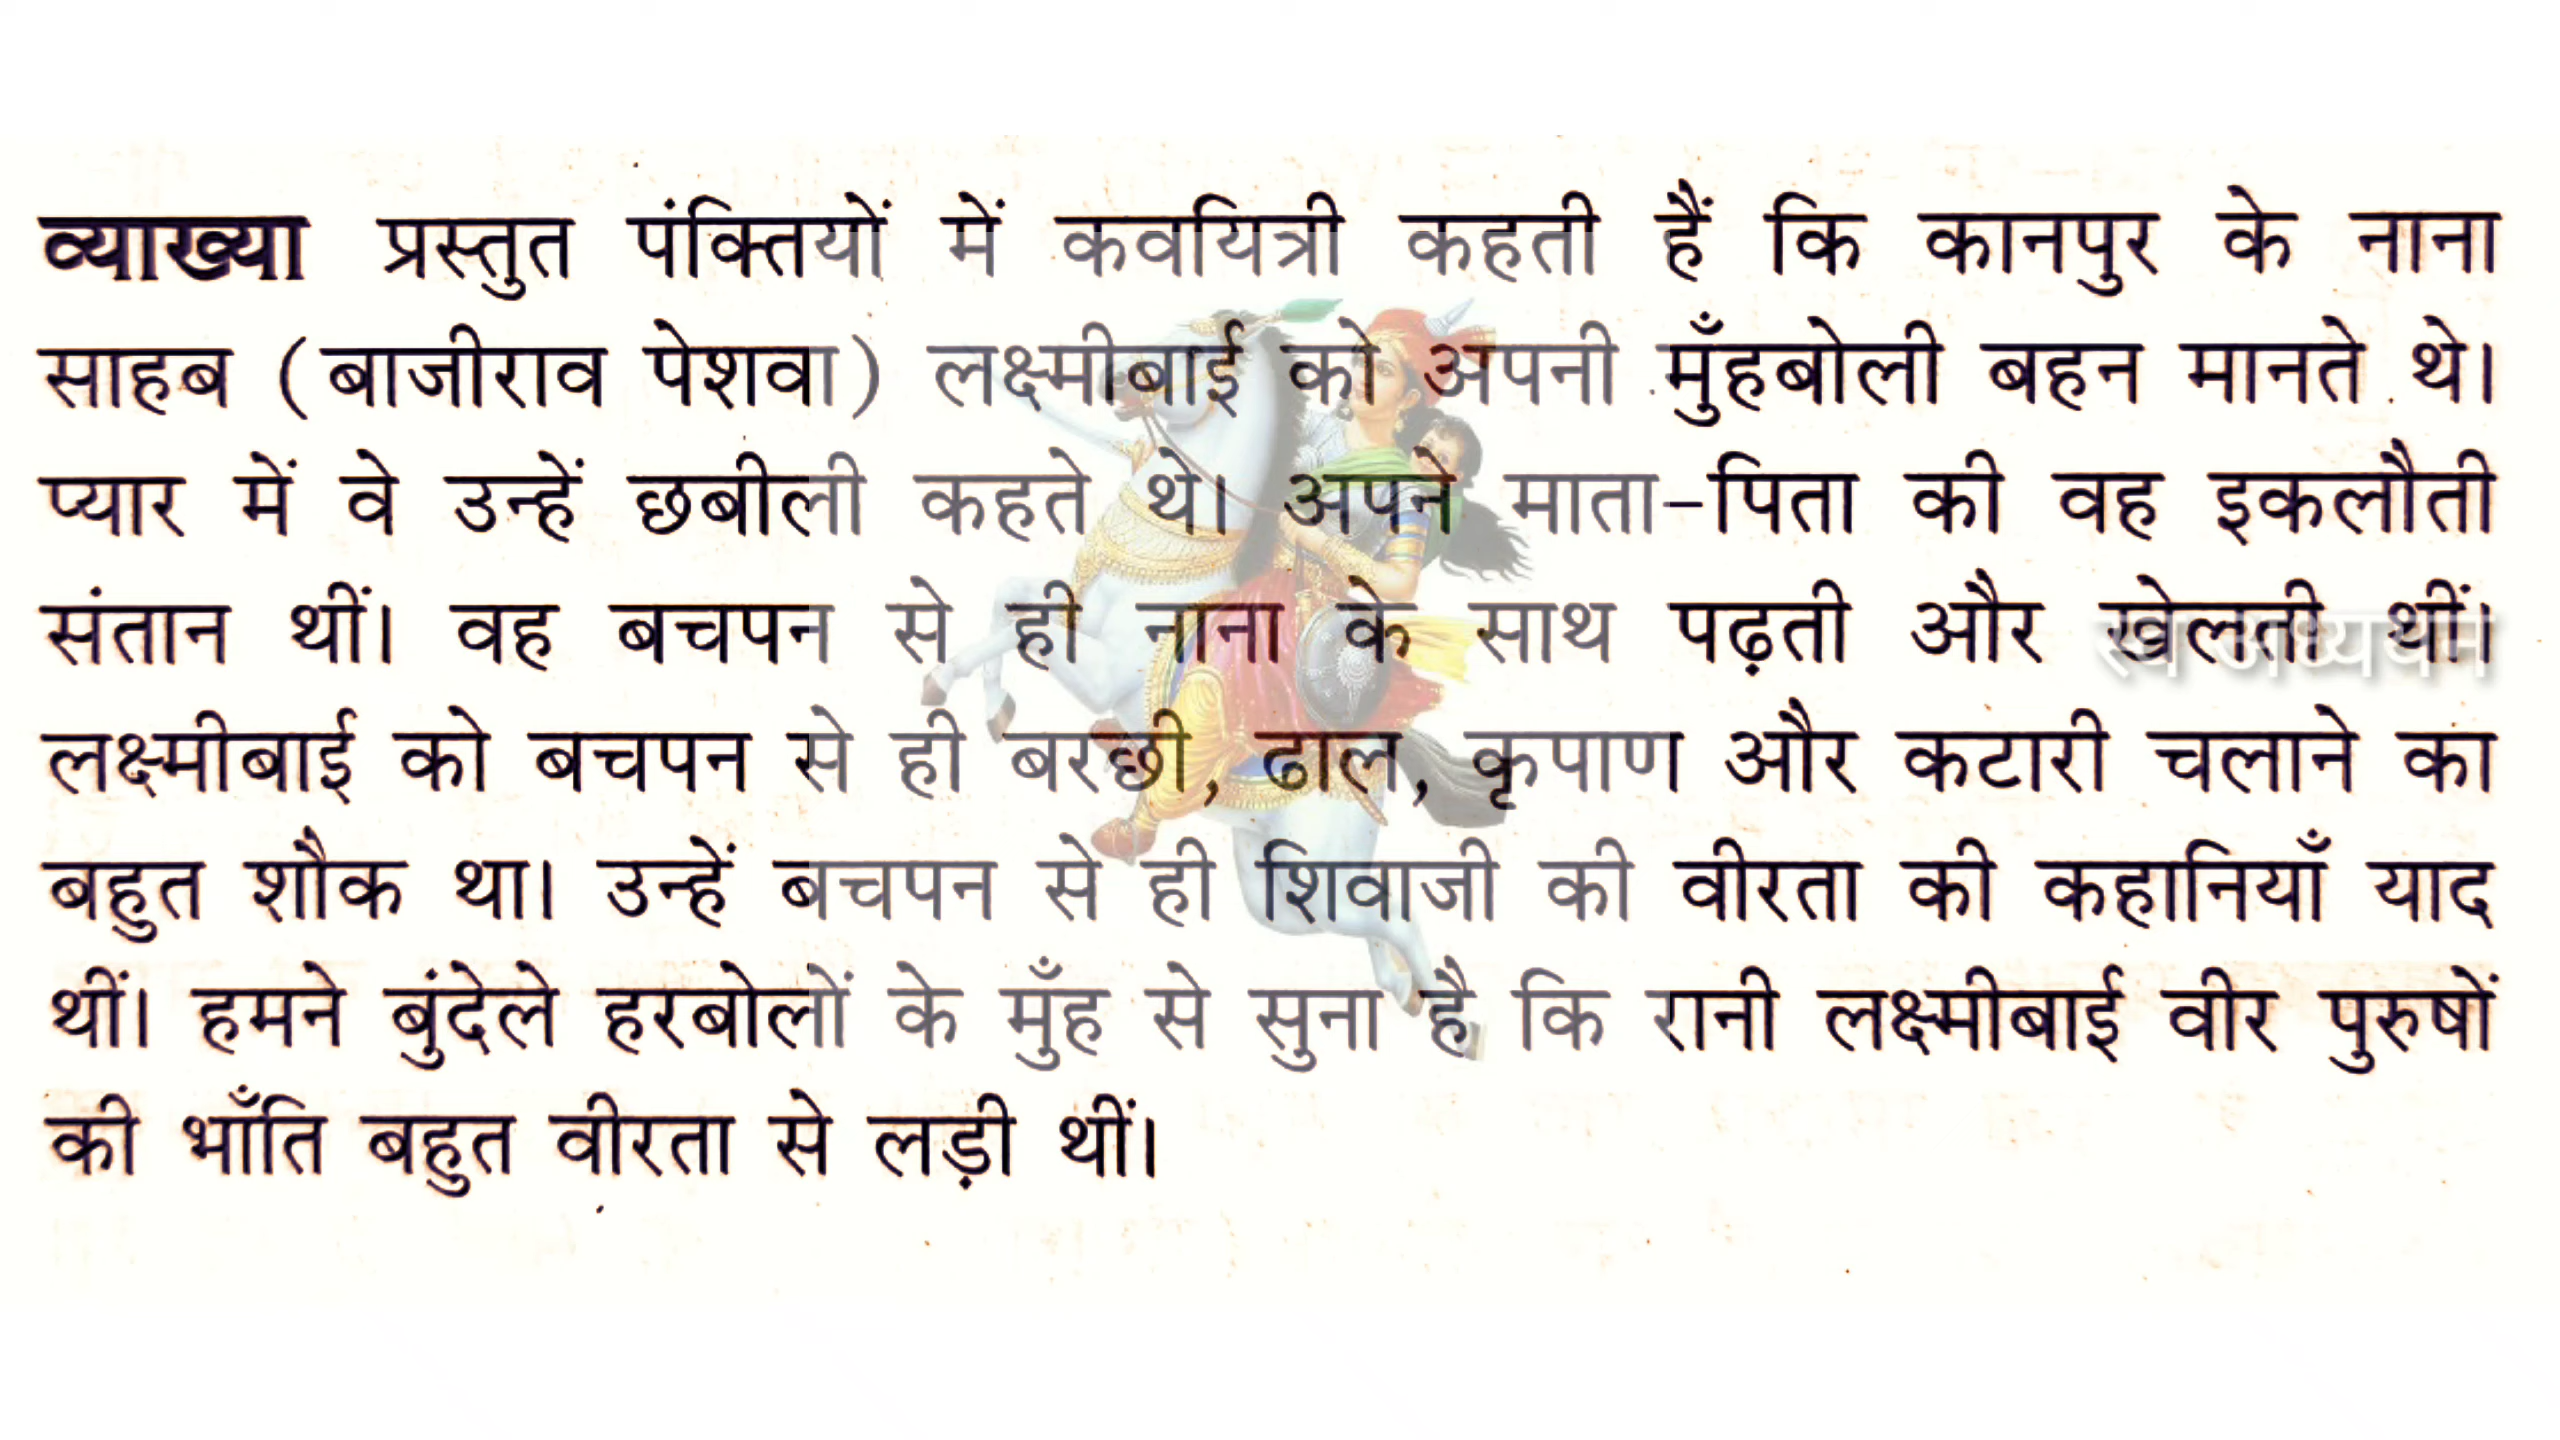 व्याख्या प्रस्तुत पंक्तियों में कवयित्री कहती हैं कि कानपुर के नाना
साहब (बाजीराव पेशवा) लक्ष्मीबाई को अपनी मुँहबोली बहन मानते थे।
प्यार में वे उन्हें छबीली कहते थे। अपने माता-पिता की वह इकलौती
संतान थीं। वह बचपन से ही नाना के साथ पढ़ती और खेलती थीं।
स्व अध्ययन
लक्ष्मीबाई को बचपन से ही बरछी, ढाल, कृपाण और कटारी चलाने का
बहुत शौक था। उन्हें बचपन से ही शिवाजी की वीरता की कहानियाँ याद
थीं। हमने बुंदेले हरबोलों के मुँह से सुना है कि रानी लक्ष्मीबाई वीर पुरुषों
की भाँति बहुत वीरता से लड़ी थीं।